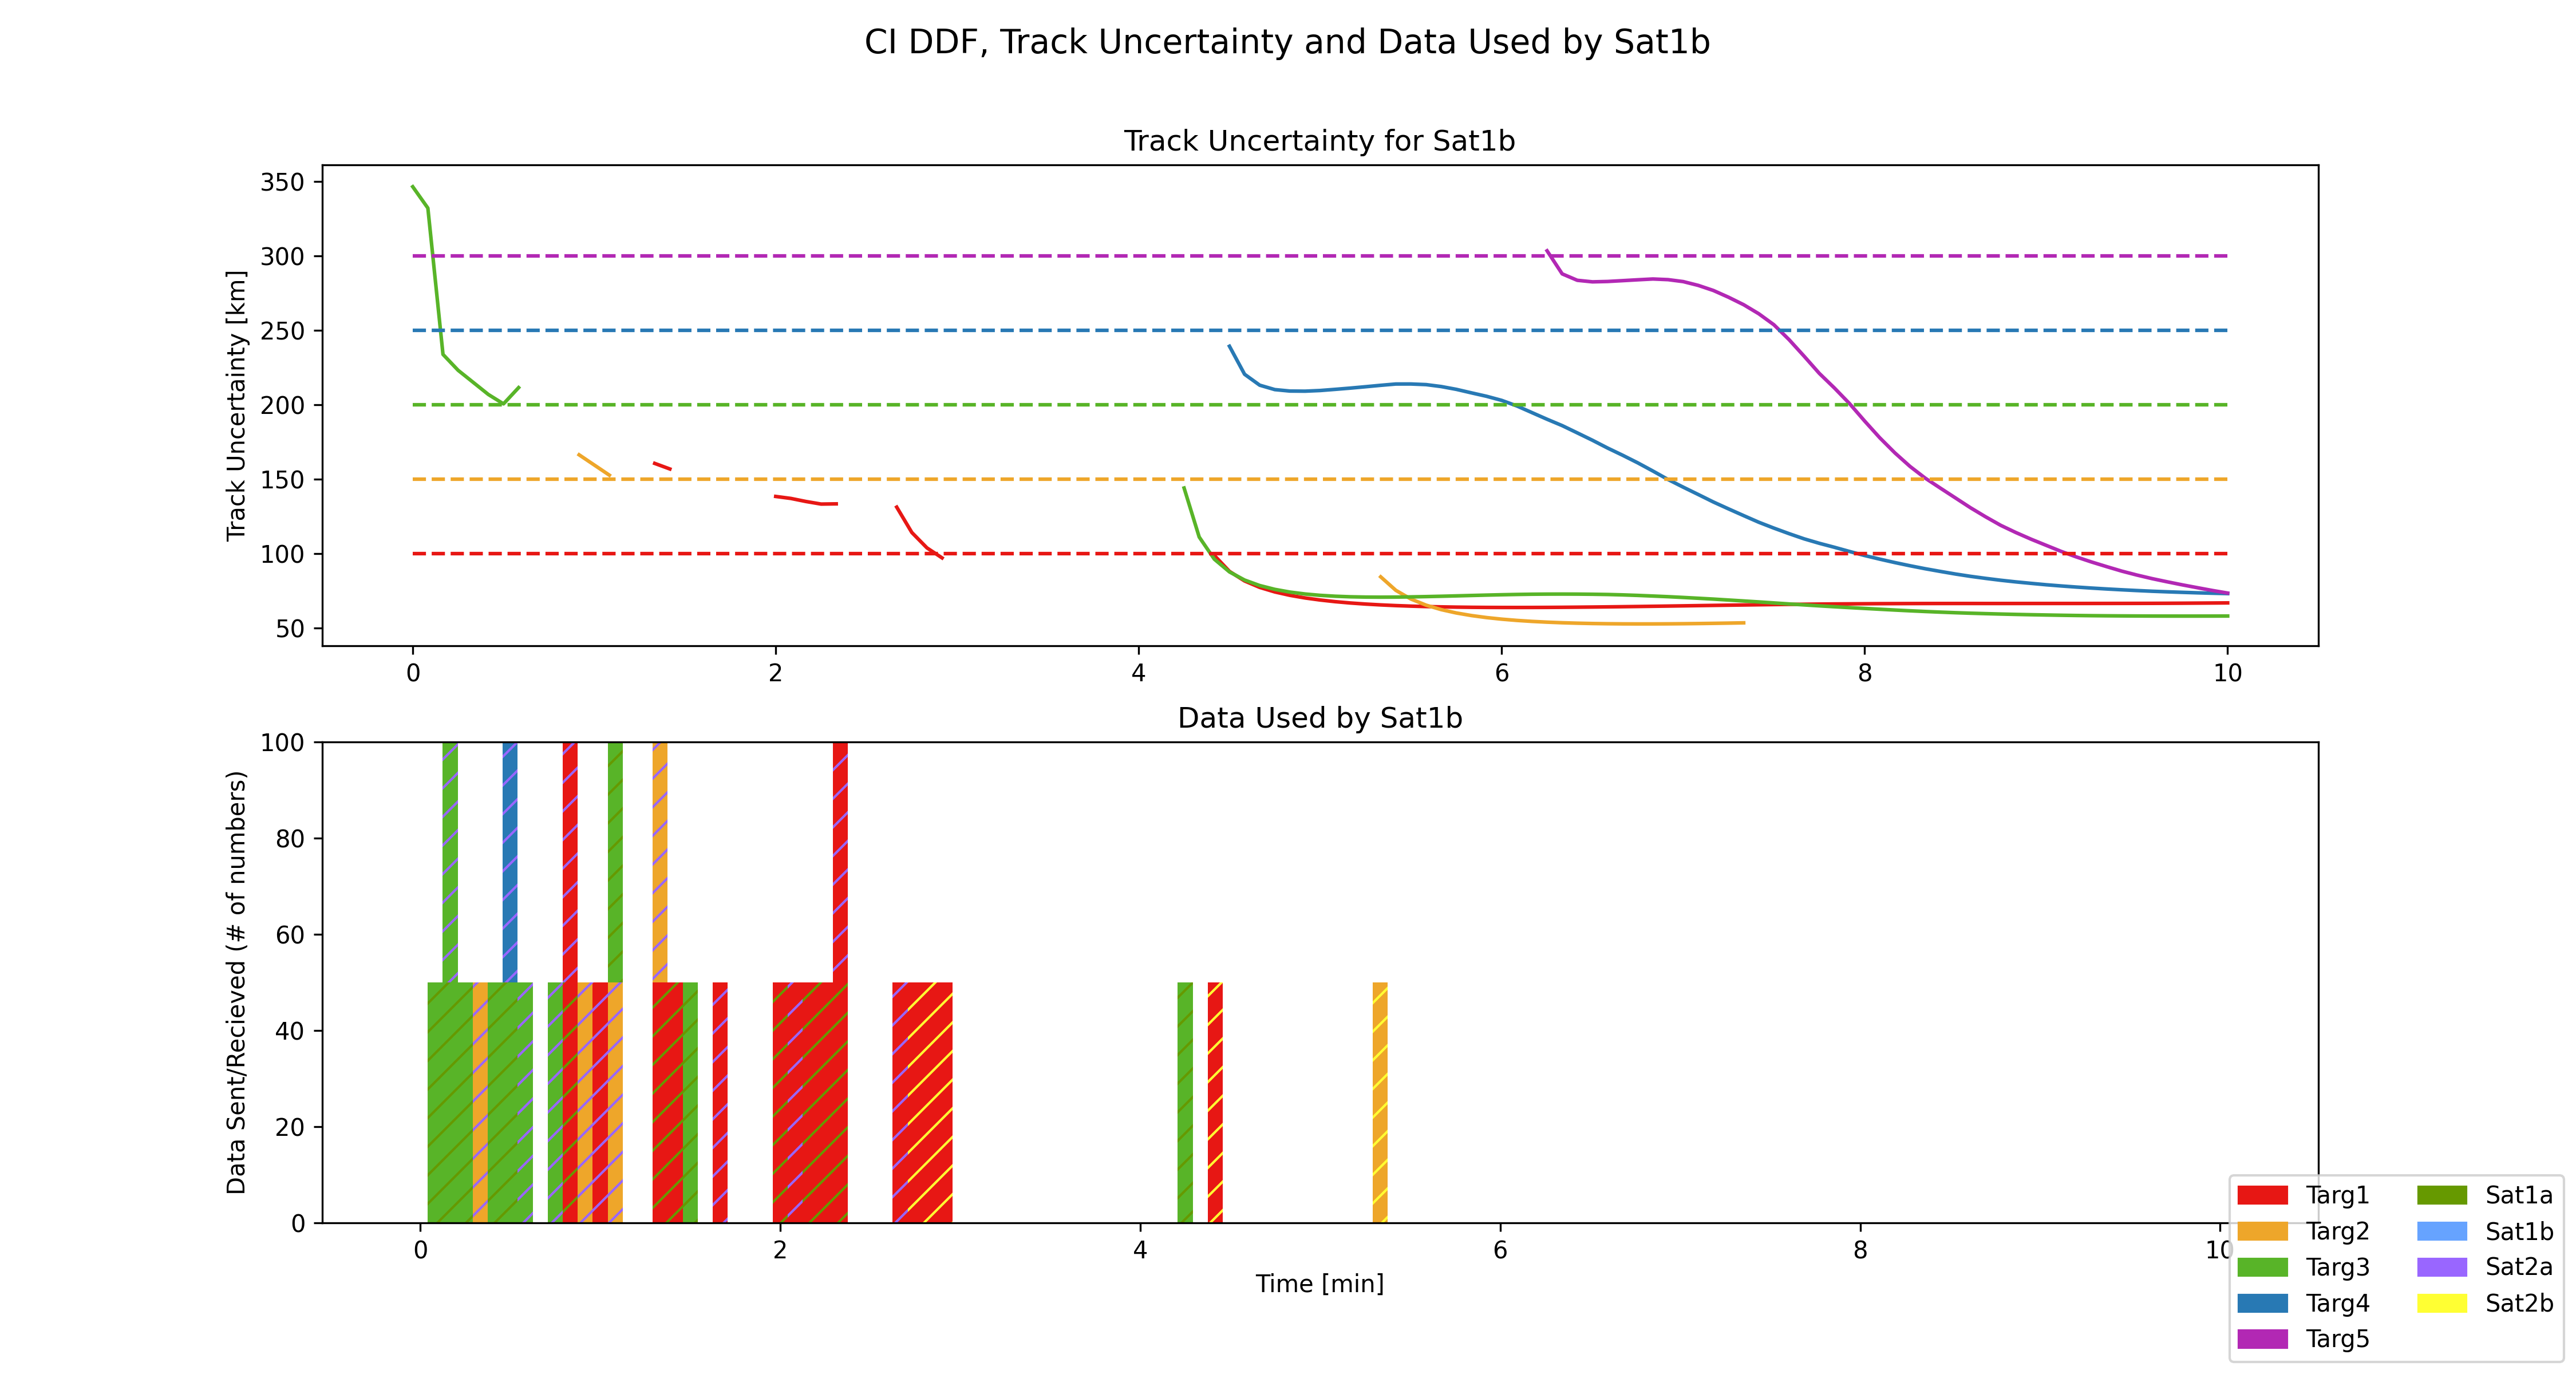 CI DDF, Track Uncertainty and Data Used by Sat1b
Track Uncertainty for Sat1b
Track Uncertainty [km]
350
300
250
200
150
100
50
0 2 4 6 8 10
Data Used by Sat1b
Data Sent/Recieved (# of numbers)
100
80
60
40
20
0
0 2 4 6 8 10
Time [min]
Targ1 Sat1a
Targ2 Sat1b
Targ3 Sat2a
Targ4 Sat2b
Targ5